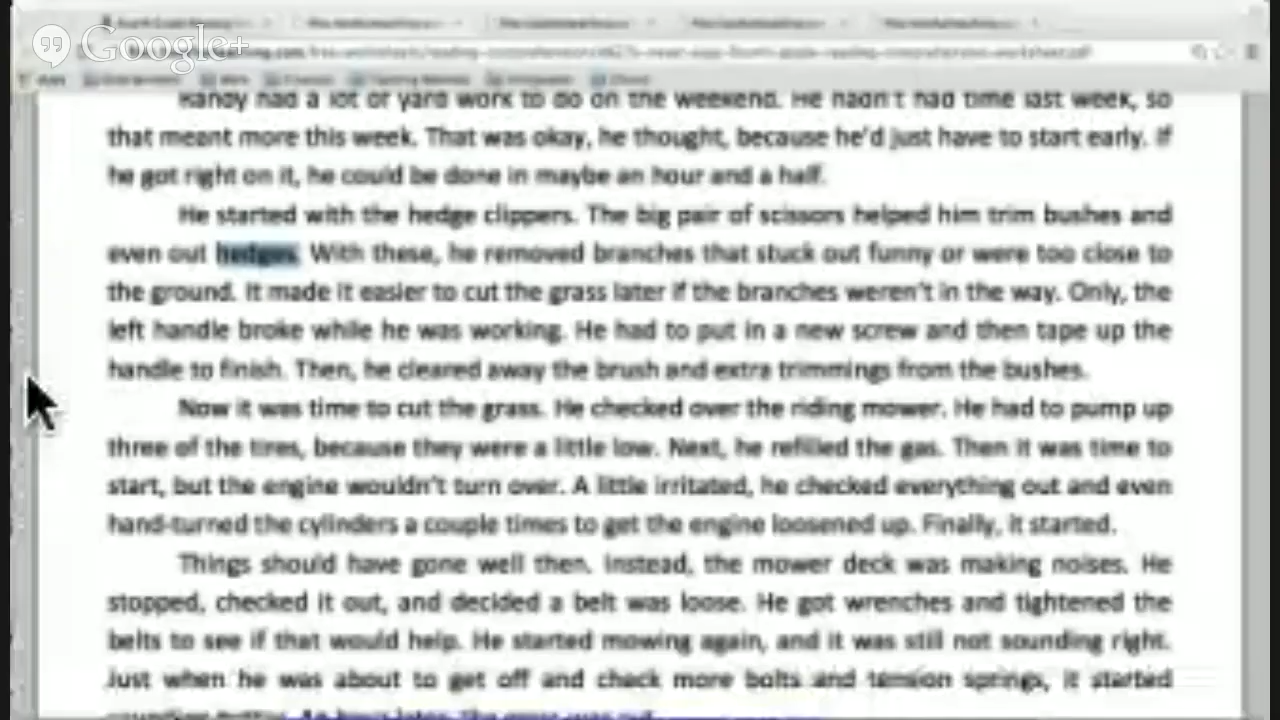 Google+
Randy had a lot of yard work to do on the weekend. He hadn't had time last week, so
that meant more this week. That was okay, he thought, because he'd just have to start early. If
he got right on it, he could be done in maybe an hour and a half.
He started with the hedge clippers. The big pair of scissors helped him trim bushes and
even out hedges. With these, he removed branches that stuck out funny or were too close to
the ground. It made it easier to cut the grass later if the branches weren't in the way. Only, the
left handle broke while he was working. He had to put in a new screw and then tape up the
handle to finish. Then, he cleared away the brush and extra trimmings from the bushes.
Now it was time to cut the grass. He checked over the riding mower. He had to pump up
three of the tires, because they were a little low. Next, he refilled the gas. Then it was time to
start, but the engine wouldn't turn over. A little irritated, he checked everything out and even
hand-turned the cylinders a couple times to get the engine loosened up. Finally, it started.
Things should have gone well then. Instead, the mower deck was making noises. He
stopped, checked it out, and decided a belt was loose. He got wrenches and tightened the
belts to see if that would help. He started mowing again, and it was still not sounding right.
Just when he was about to get off and check more bolts and tension springs, it started